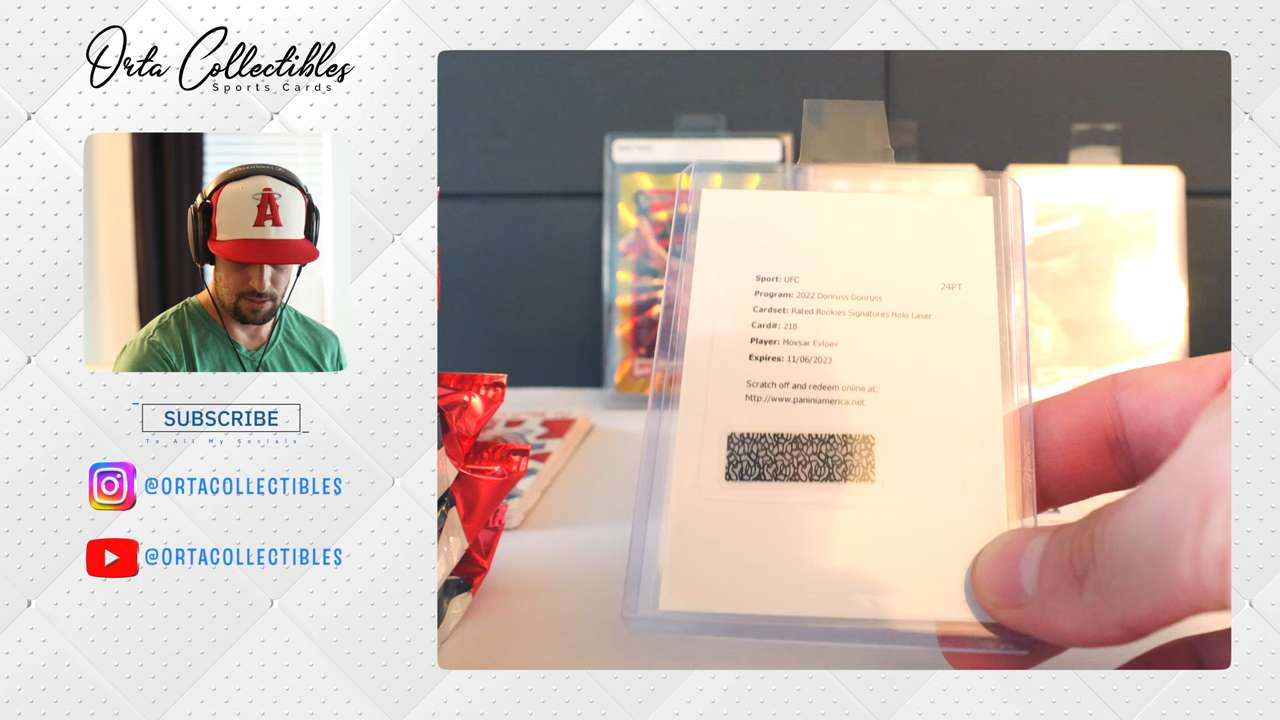 Orta Collectibles
Sports Cards
A
SUBSCRIBE
To All My Socials
@ORTACOLLECTIBLES
@ORTACOLLECTIBLES
Sport: UFC
24PT
Program: 2022 Donruss Donruss
Cardset: Rated Rookies Signatures Holo Laser
Card#: 218
Player: Movsar Evloev
Expires: 11/06/2023
Scratch off and redeem online at:
http://www.paniniamerica.net